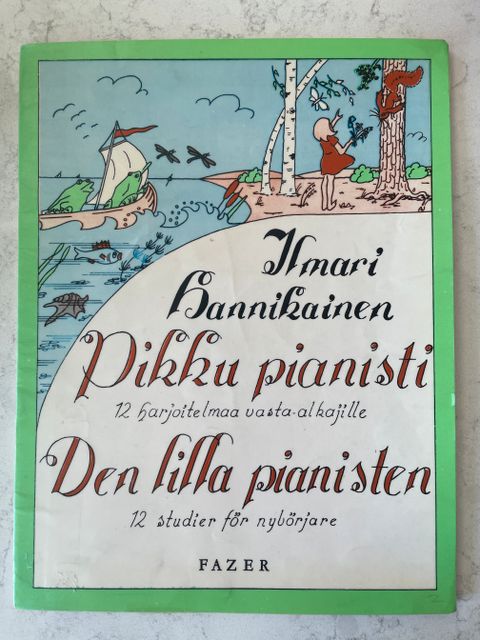 Ilmari
Hannikainen
Pikku pianisti
12 harjoitelmaa vasta-alkajille
Den lilla pianisten
12 studier för nybörjare
FAZER